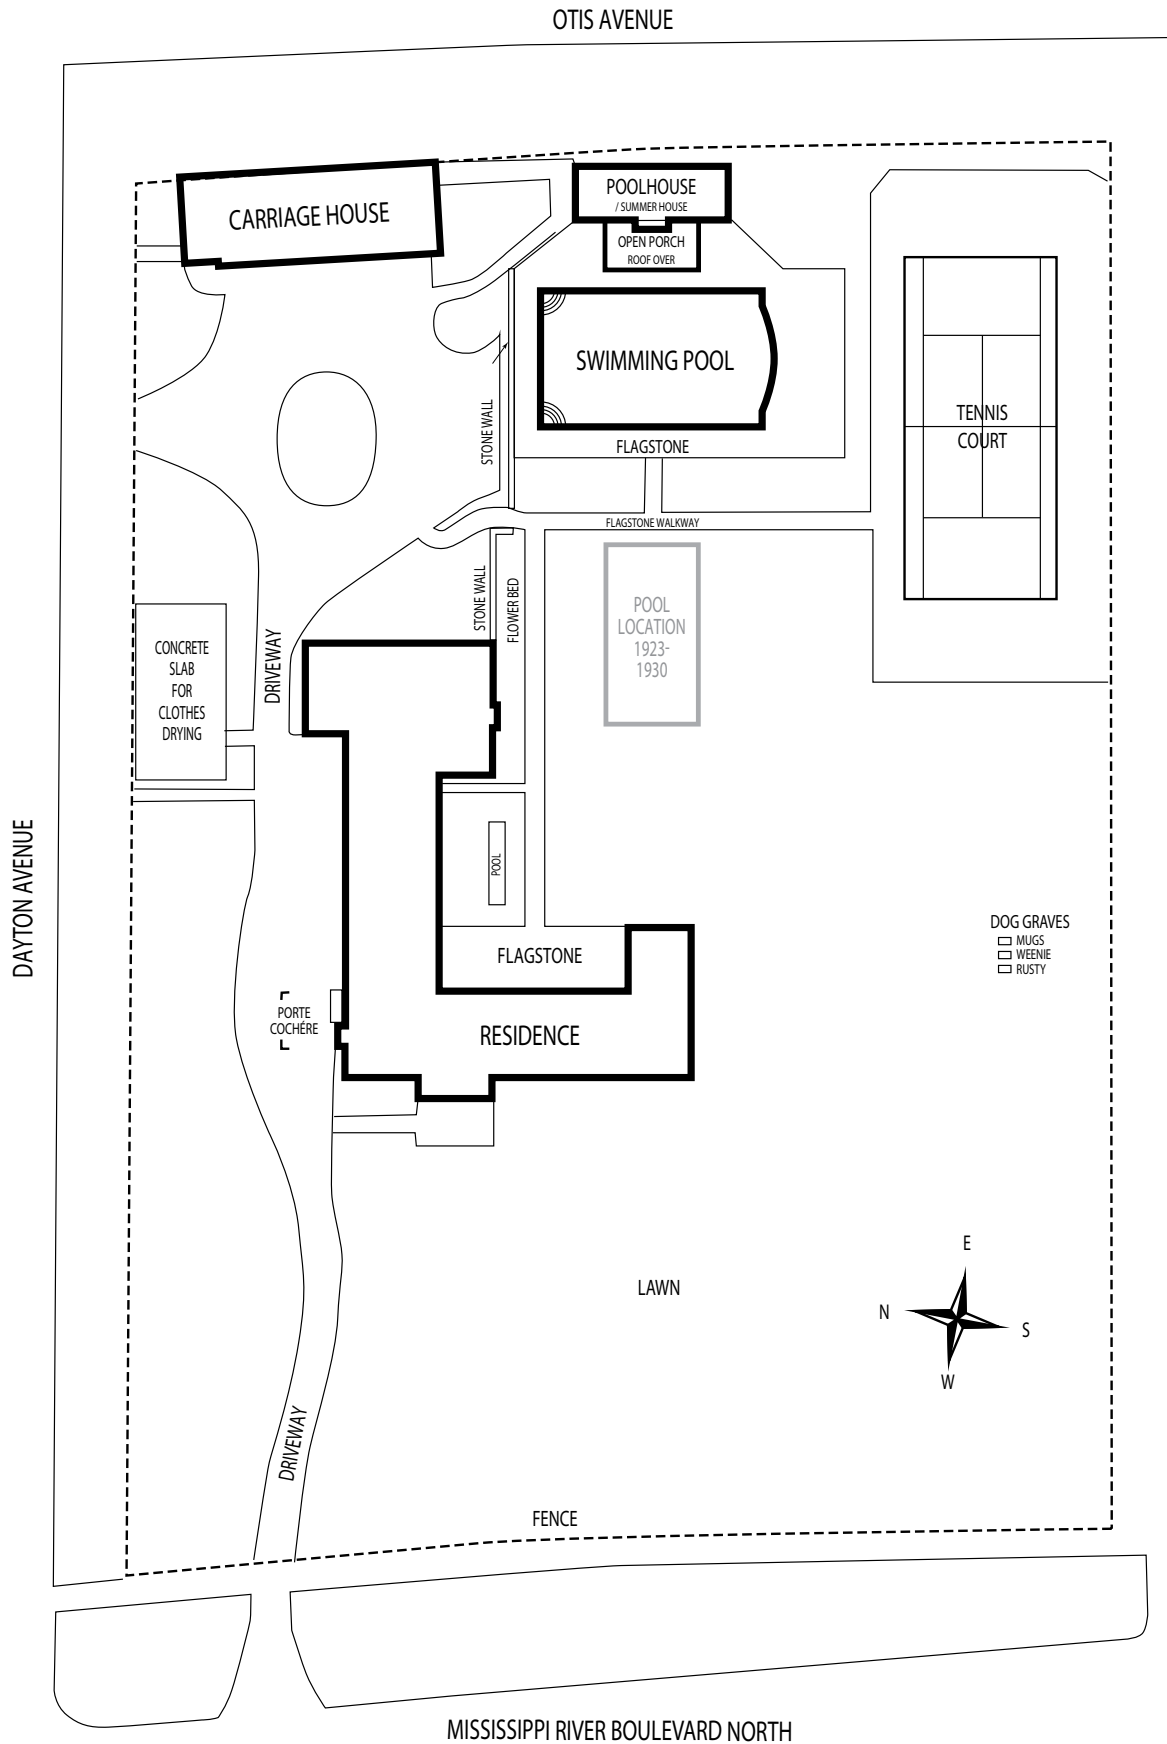 OTIS AVENUE
CARRIAGE HOUSE
POOLHOUSE
/ SUMMER HOUSE
OPEN PORCH
ROOF OVER
SWIMMING POOL
STONE WALL
FLAGSTONE
TENNIS
COURT
FLAGSTONE WALKWAY
STONE WALL
FLOWER BED
POOL
LOCATION
1923-
1930
CONCRETE
SLAB
FOR
CLOTHES
DRYING
DRIVEWAY
DAYTON AVENUE
POOL
DOG GRAVES
MUGS
WEENIE
RUSTY
FLAGSTONE
PORTE
COCHÉRE
RESIDENCE
E
N
S
W
LAWN
DRIVEWAY
FENCE
MISSISSIPPI RIVER BOULEVARD NORTH